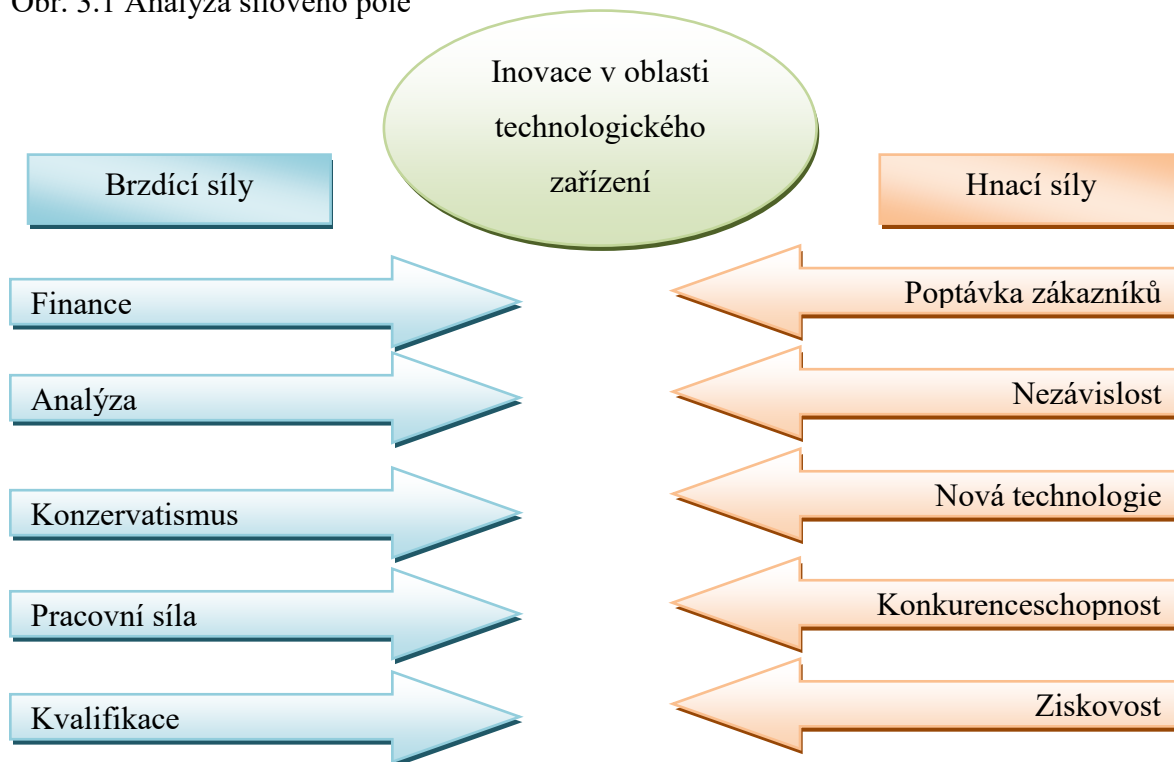 Obr. 3.1 Analýza silového pole
Inovace v oblasti
technologického
zařízení
Brzdící síly
Hnací síly
Finance
Poptávka zákazníků
Analýza
Nezávislost
Konzervatismus
Nová technologie
Pracovní síla
Konkurenceschopnost
Kvalifikace
Ziskovost